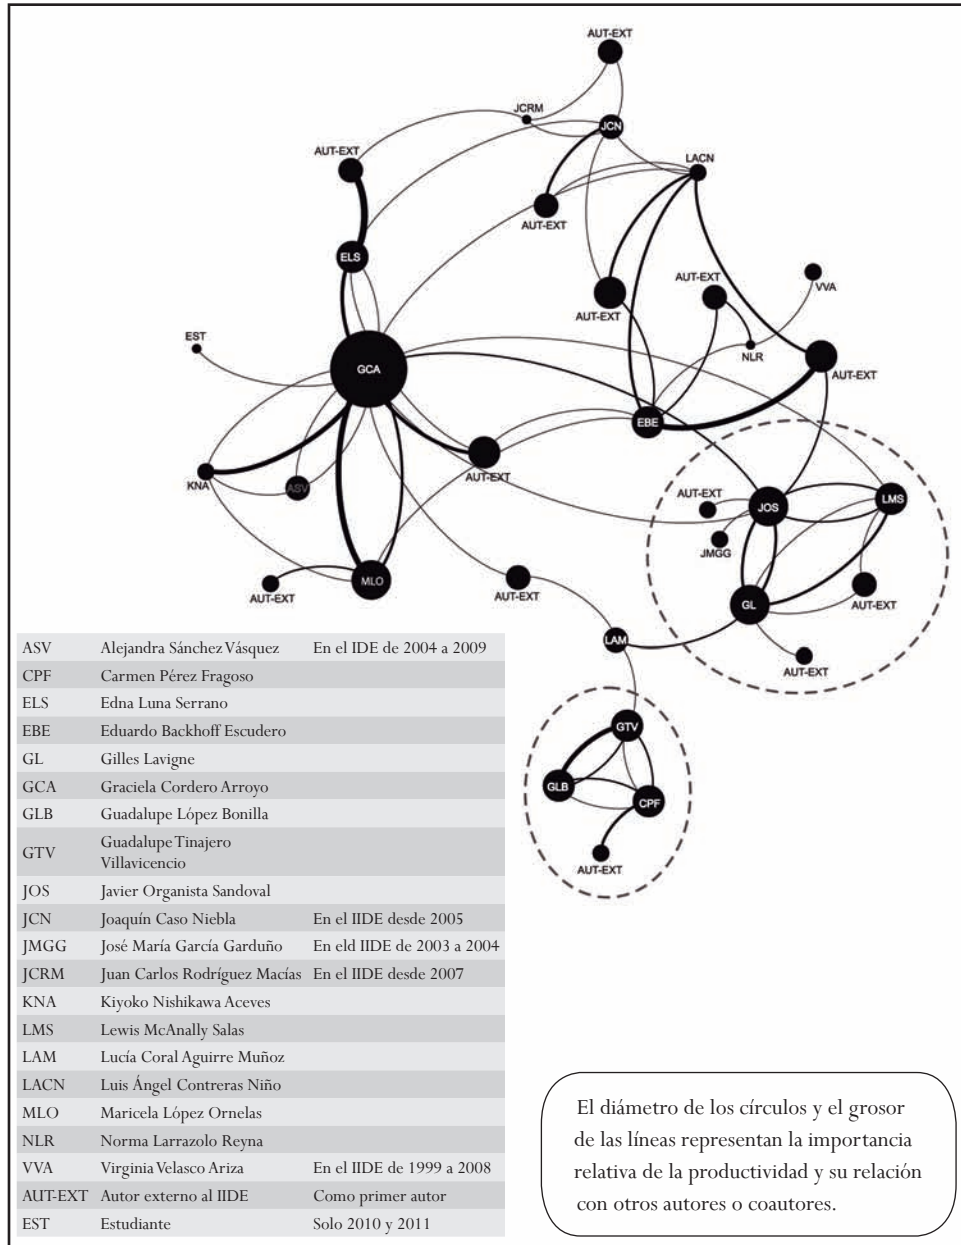 AUT-EXT
JCRM
JCN
AUT-EXT
LACN
AUT-EXT
ELS
AUT-EXT
AUT-EXT
VVA
EST
GCA
NLR
AUT-EXT
EBE
AUT-EXT
KNA
ASV
AUT-EXT
JOS
LMS
JMGG
MLO
AUT-EXT
AUT-EXT
GL
AUT-EXT
LAM
AUT-EXT
GTV
GLB
CPF
AUT-EXT
ASV Alejandra Sánchez Vásquez En el IDE de 2004 a 2009
CPF Carmen Pérez Fragoso
ELS Edna Luna Serrano
EBE Eduardo Backhoff Escudero
GL Gilles Lavigne
GCA Graciela Cordero Arroyo
GLB Guadalupe López Bonilla
GTV Guadalupe Tinajero
Villavicencio
JOS Javier Organista Sandoval
JCN Joaquín Caso Niebla En el IIDE desde 2005
JMGG José María García Garduño En eld IIDE de 2003 a 2004
JCRM Juan Carlos Rodríguez Macías En el IIDE desde 2007
KNA Kiyoko Nishikawa Aceves
LMS Lewis McAnally Salas
LAM Lucía Coral Aguirre Muñoz
LACN Luis Ángel Contreras Niño
MLO Maricela López Ornelas
NLR Norma Larrazolo Reyna
VVA Virginia Velasco Ariza En el IIDE de 1999 a 2008
AUT-EXT Autor externo al IIDE Como primer autor
EST Estudiante Solo 2010 y 2011
El diámetro de los círculos y el grosor
de las líneas representan la importancia
relativa de la productividad y su relación
con otros autores o coautores.